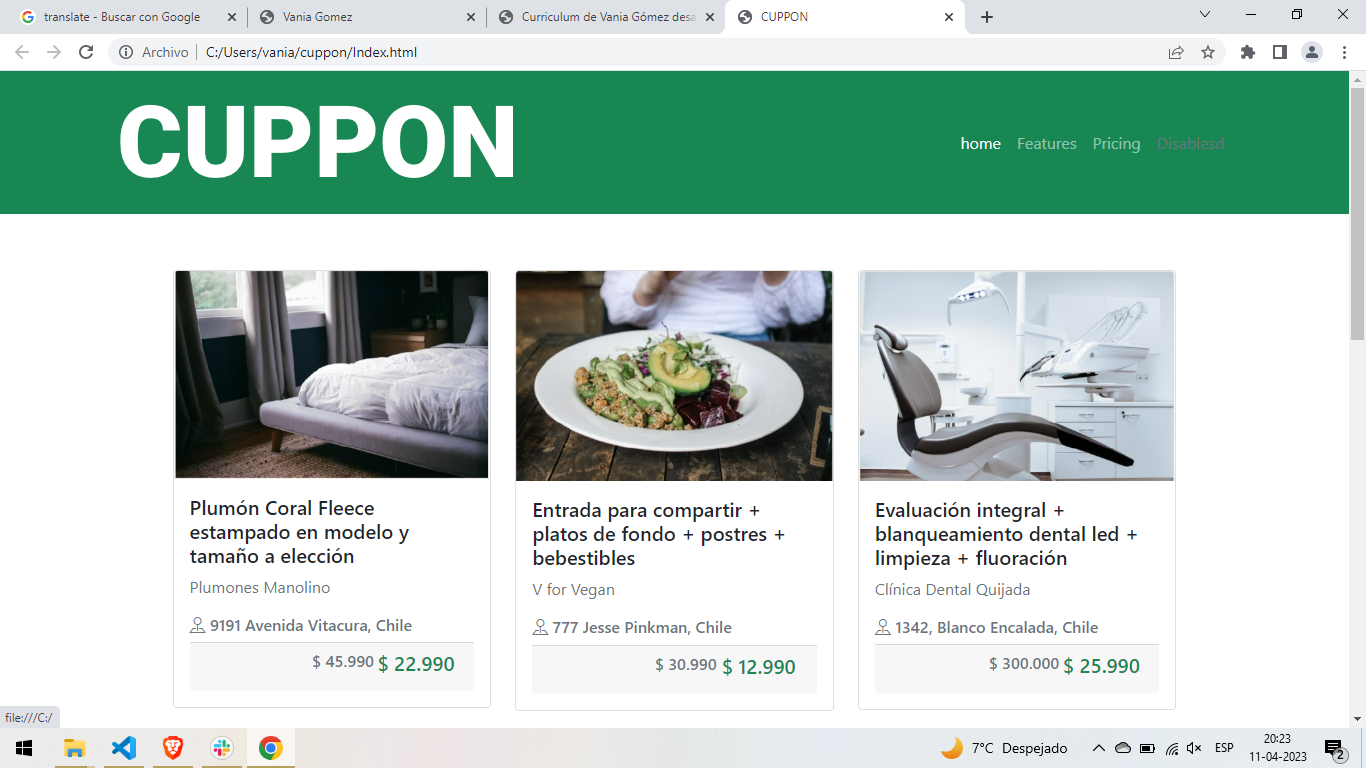 translate - Buscar con Google
Vania Gomez
Curriculum de Vania Gómez desa
CUPPON
Archivo
C:/Users/vania/cuppon/Index.html
CUPPON
home Features Pricing Disablesd
Plumón Coral Fleece
estampado en modelo y
tamaño a elección
Plumones Manolino
9191 Avenida Vitacura, Chile
$ 45.990 $ 22.990
Entrada para compartir +
platos de fondo + postres +
bebestibles
V for Vegan
777 Jesse Pinkman, Chile
$ 30.990 $ 12.990
Evaluación integral +
blanqueamiento dental led +
limpieza + fluoración
Clínica Dental Quijada
1342, Blanco Encalada, Chile
$ 300.000 $ 25.990
file:///C:/
7°C Despejado
ESP
20:23
11-04-2023
2